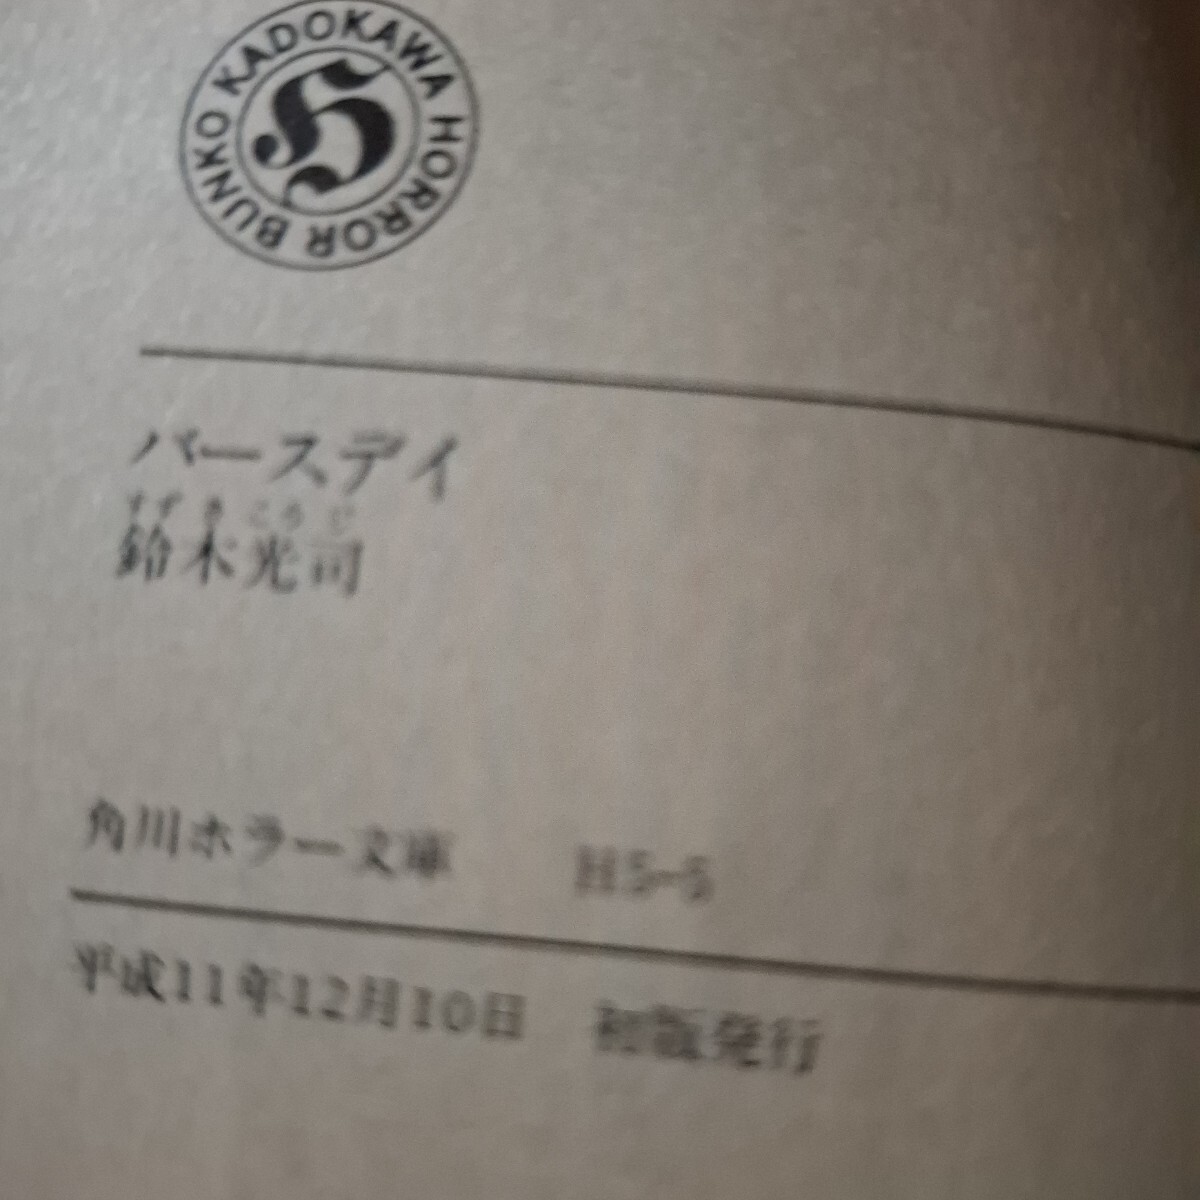 KADOKAWA HORROR BUNKO
H
バースデイ
すず き こう じ
鈴木光司
角川ホラー文庫 H5-5
平成11年12月10日 初版発行